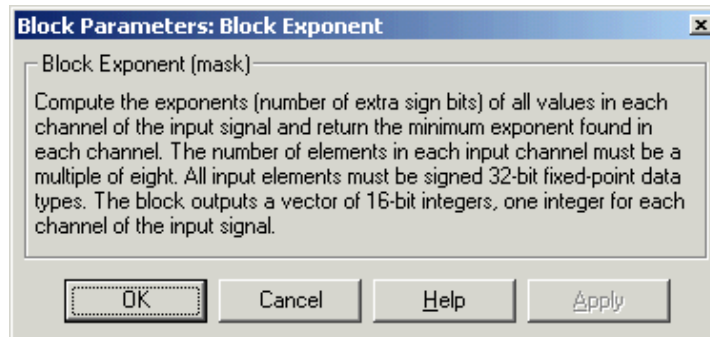 Block Parameters: Block Exponent
Block Exponent (mask)
Compute the exponents (number of extra sign bits) of all values in each
channel of the input signal and return the minimum exponent found in
each channel. The number of elements in each input channel must be a
multiple of eight. All input elements must be signed 32-bit fixed-point data
types. The block outputs a vector of 16-bit integers, one integer for each
channel of the input signal.
OK Cancel Help Apply